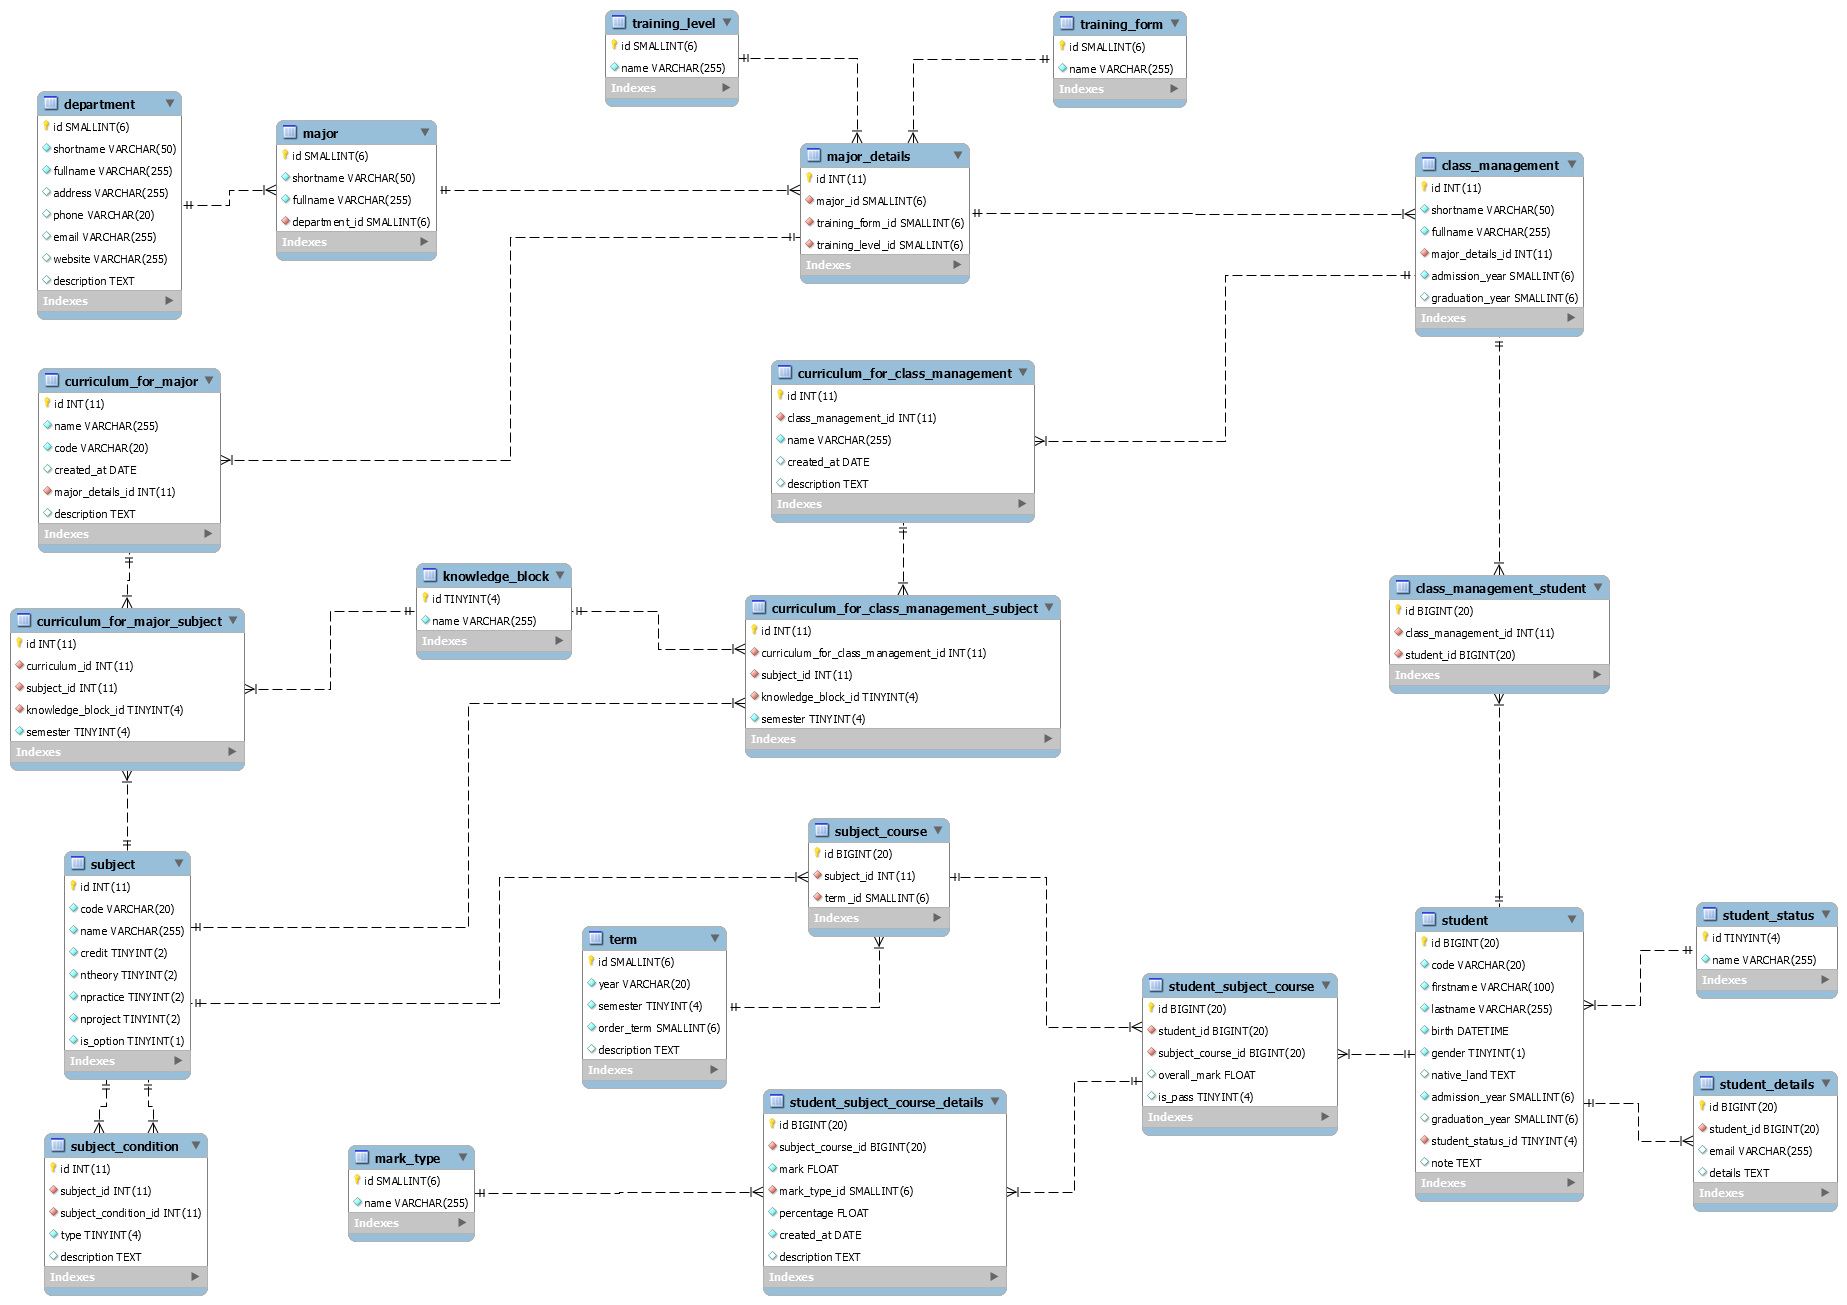 training_level
id SMALLINT(6)
name VARCHAR(255)
Indexes
training_form
id SMALLINT(6)
name VARCHAR(255)
Indexes
department
id SMALLINT(6)
shortname VARCHAR(50)
fullname VARCHAR(255)
address VARCHAR(255)
phone VARCHAR(20)
email VARCHAR(255)
website VARCHAR(255)
description TEXT
Indexes
major
id SMALLINT(6)
shortname VARCHAR(50)
fullname VARCHAR(255)
department_id SMALLINT(6)
Indexes
major_details
id INT(11)
major_id SMALLINT(6)
training_form_id SMALLINT(6)
training_level_id SMALLINT(6)
Indexes
class_management
id INT(11)
shortname VARCHAR(50)
fullname VARCHAR(255)
major_details_id INT(11)
admission_year SMALLINT(6)
graduation_year SMALLINT(6)
Indexes
curriculum_for_major
id INT(11)
name VARCHAR(255)
code VARCHAR(20)
created_at DATE
major_details_id INT(11)
description TEXT
Indexes
curriculum_for_class_management
id INT(11)
class_management_id INT(11)
name VARCHAR(255)
created_at DATE
description TEXT
Indexes
knowledge_block
id TINYINT(4)
name VARCHAR(255)
Indexes
class_management_student
id BIGINT(20)
class_management_id INT(11)
student_id BIGINT(20)
Indexes
curriculum_for_major_subject
id INT(11)
curriculum_id INT(11)
subject_id INT(11)
knowledge_block_id TINYINT(4)
semester TINYINT(4)
Indexes
curriculum_for_class_management_subject
id INT(11)
curriculum_for_class_management_id INT(11)
subject_id INT(11)
knowledge_block_id TINYINT(4)
semester TINYINT(4)
Indexes
subject_course
id BIGINT(20)
subject_id INT(11)
term_id SMALLINT(6)
Indexes
subject
id INT(11)
code VARCHAR(20)
name VARCHAR(255)
credit TINYINT(2)
ntheory TINYINT(2)
npractice TINYINT(2)
nproject TINYINT(2)
is_option TINYINT(1)
Indexes
term
id SMALLINT(6)
year VARCHAR(20)
semester TINYINT(4)
order_term SMALLINT(6)
description TEXT
Indexes
student_subject_course
id BIGINT(20)
student_id BIGINT(20)
subject_course_id BIGINT(20)
overall_mark FLOAT
is_pass TINYINT(4)
Indexes
student
id BIGINT(20)
code VARCHAR(20)
firstname VARCHAR(100)
lastname VARCHAR(255)
birth DATETIME
gender TINYINT(1)
native_land TEXT
admission_year SMALLINT(6)
graduation_year SMALLINT(6)
student_status_id TINYINT(4)
note TEXT
Indexes
student_status
id TINYINT(4)
name VARCHAR(255)
Indexes
student_details
id BIGINT(20)
student_id BIGINT(20)
email VARCHAR(255)
details TEXT
Indexes
subject_condition
id INT(11)
subject_id INT(11)
subject_condition_id INT(11)
type TINYINT(4)
description TEXT
Indexes
mark_type
id SMALLINT(6)
name VARCHAR(255)
Indexes
student_subject_course_details
id BIGINT(20)
subject_course_id BIGINT(20)
mark FLOAT
mark_type_id SMALLINT(6)
percentage FLOAT
created_at DATE
description TEXT
Indexes